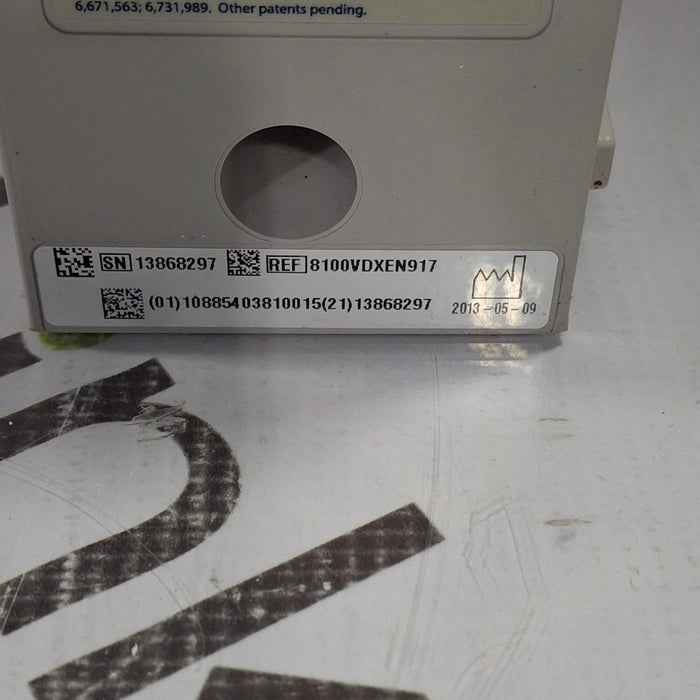 6,671,563; 6,731,989. Other patents pending.
SN 13868297 REF 8100VDXEN917
(01)10885403810015(21)13868297
2013-05-09